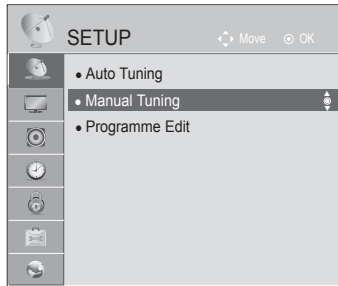 SETUP
Move OK
• Auto Tuning
• Manual Tuning
• Programme Edit